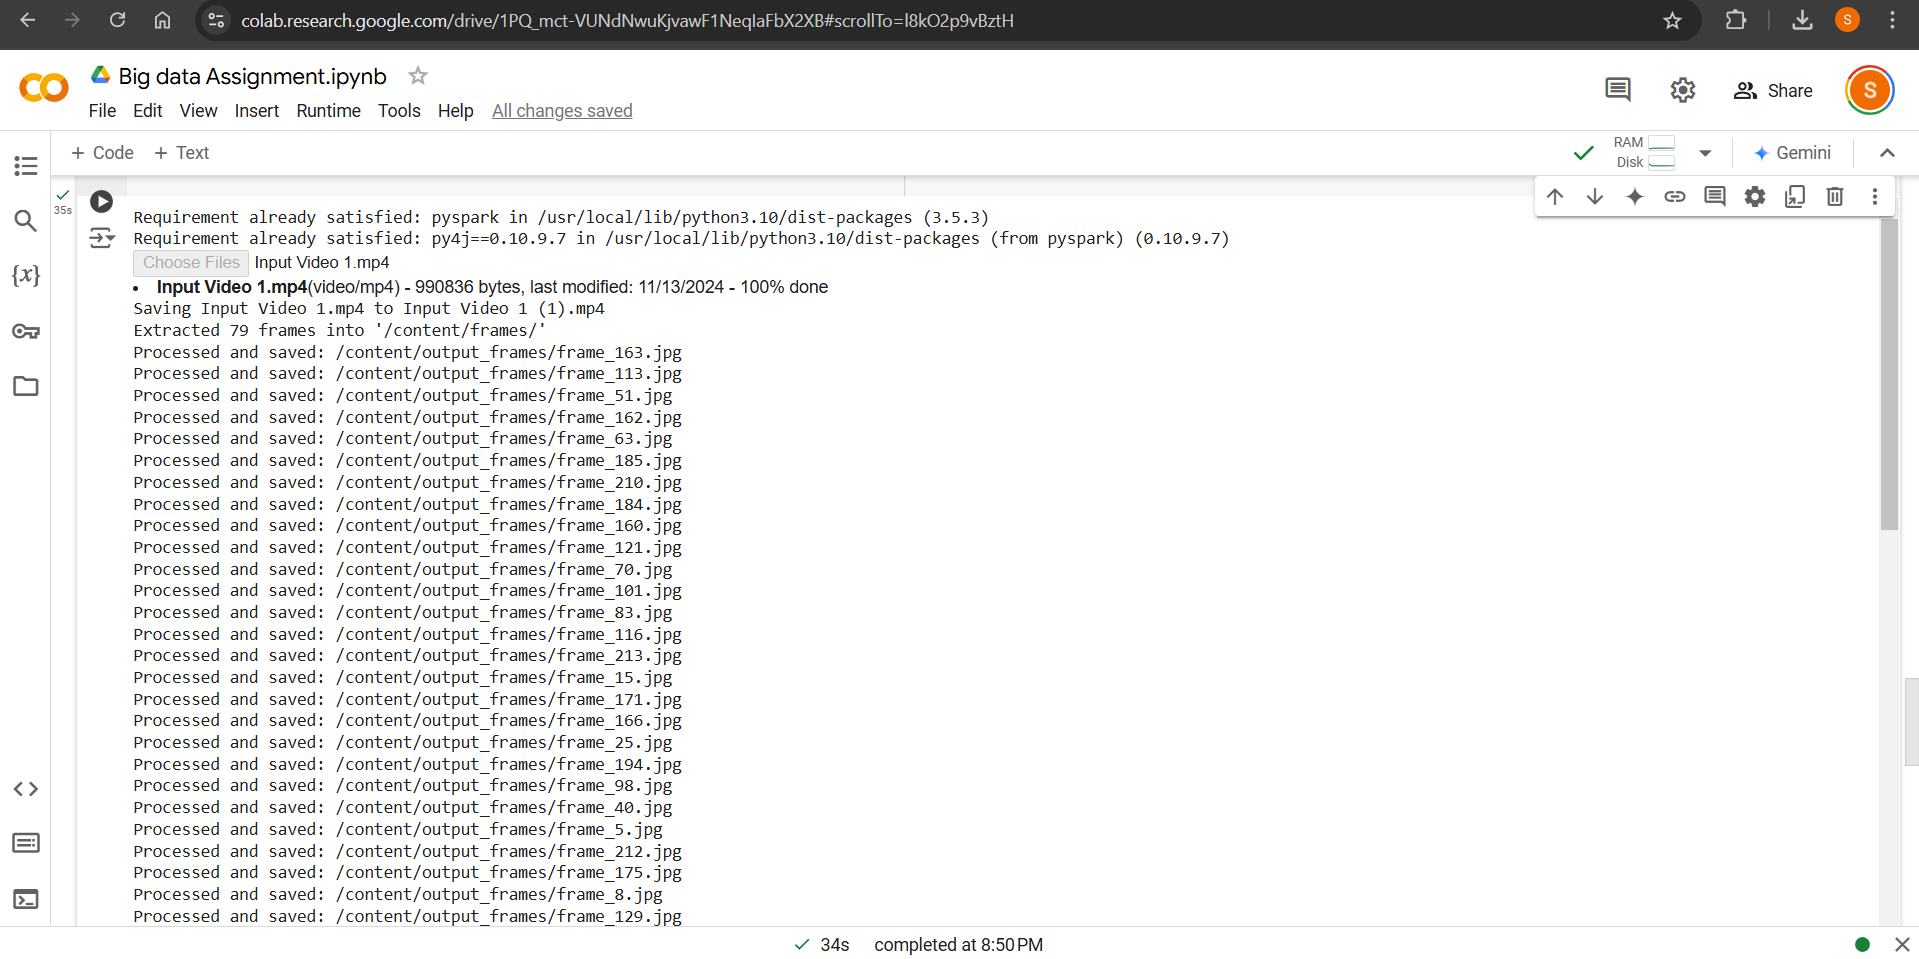 colab.research.google.com/drive/1PQ_mct-VUNdNwuKjvawF1NeqIaFbX2XB#scrollTo=l8kO2p9vBztH
S
Big data Assignment.ipynb
File Edit View Insert Runtime Tools Help All changes saved
Share
S
+ Code + Text
RAM
Disk
Gemini
35s
{x}
Requirement already satisfied: pyspark in /usr/local/lib/python3.10/dist-packages (3.5.3)
Requirement already satisfied: py4j==0.10.9.7 in /usr/local/lib/python3.10/dist-packages (from pyspark) (0.10.9.7)
Choose Files Input Video 1.mp4
• Input Video 1.mp4(video/mp4) - 990836 bytes, last modified: 11/13/2024 - 100% done
Saving Input Video 1.mp4 to Input Video 1 (1).mp4
Extracted 79 frames into '/content/frames/'
Processed and saved: /content/output_frames/frame_163.jpg
Processed and saved: /content/output_frames/frame_113.jpg
Processed and saved: /content/output_frames/frame_51.jpg
Processed and saved: /content/output_frames/frame_162.jpg
Processed and saved: /content/output_frames/frame_63.jpg
Processed and saved: /content/output_frames/frame_185.jpg
Processed and saved: /content/output_frames/frame_210.jpg
Processed and saved: /content/output_frames/frame_184.jpg
Processed and saved: /content/output_frames/frame_160.jpg
Processed and saved: /content/output_frames/frame_121.jpg
Processed and saved: /content/output_frames/frame_70.jpg
Processed and saved: /content/output_frames/frame_101.jpg
Processed and saved: /content/output_frames/frame_83.jpg
Processed and saved: /content/output_frames/frame_116.jpg
Processed and saved: /content/output_frames/frame_213.jpg
Processed and saved: /content/output_frames/frame_15.jpg
Processed and saved: /content/output_frames/frame_171.jpg
Processed and saved: /content/output_frames/frame_166.jpg
Processed and saved: /content/output_frames/frame_25.jpg
Processed and saved: /content/output_frames/frame_194.jpg
Processed and saved: /content/output_frames/frame_98.jpg
Processed and saved: /content/output_frames/frame_40.jpg
Processed and saved: /content/output_frames/frame_5.jpg
Processed and saved: /content/output_frames/frame_212.jpg
Processed and saved: /content/output_frames/frame_175.jpg
Processed and saved: /content/output_frames/frame_8.jpg
Processed and saved: /content/output_frames/frame_129.jpg
34s completed at 8:50 PM